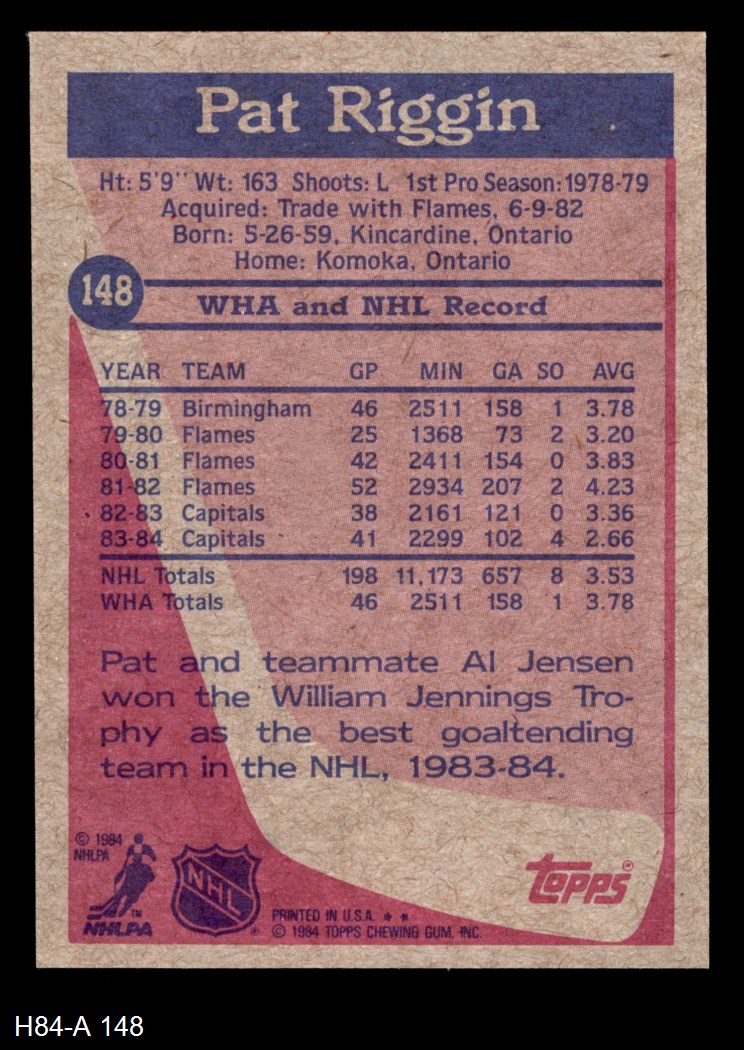 Pat Riggin
Ht: 5'9" Wt: 163 Shoots: L 1st Pro Season: 1978-79
Acquired: Trade with Flames, 6-9-82
Born: 5-26-59, Kincardine, Ontario
Home: Komoka, Ontario
148
WHA and NHL Record
YEAR TEAM GP MIN GA SO AVG
78-79 Birmingham 46 2511 158 1 3.78
79-80 Flames 25 1368 73 2 3.20
80-81 Flames 42 2411 154 0 3.83
81-82 Flames 52 2934 207 2 4.23
82-83 Capitals 38 2161 121 0 3.36
83-84 Capitals 41 2299 102 4 2.66
NHL Totals 198 11,173 657 8 3.53
WHA Totals 46 2511 158 1 3.78
Pat and teammate Al Jensen
won the William Jennings Tro-
phy as the best goaltending
team in the NHL, 1983-84.
© 1984
NHLPA
TM
NHLPA
NHL
®
topps®
PRINTED IN U.S.A. * *
© 1984 TOPPS CHEWING GUM, INC.
H84-A 148